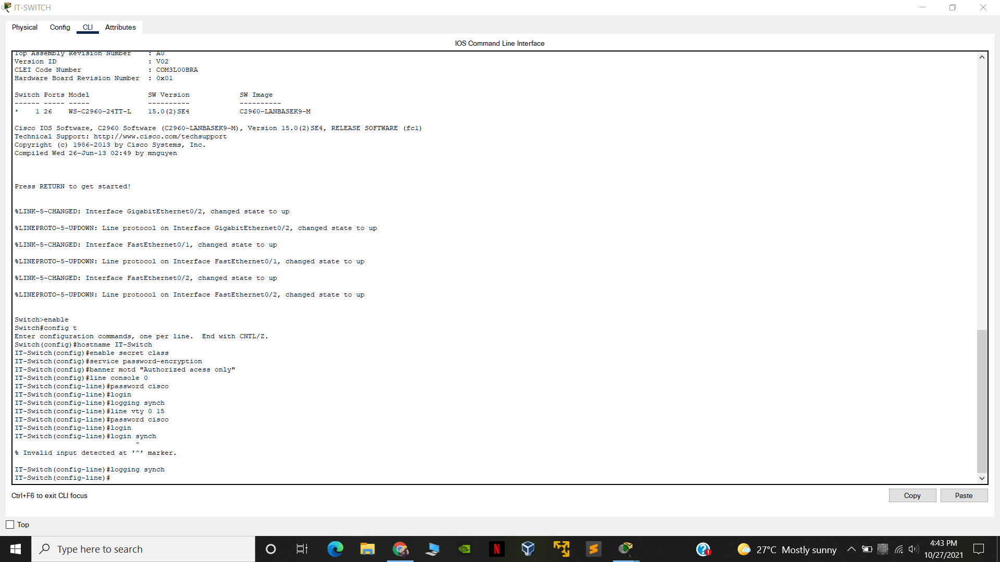 IT-SWITCH
Physical Config CLI Attributes
IOS Command Line Interface
Top Assembly Revision Number : A0
Version ID : V02
CLEI Code Number : COM3L00BRA
Hardware Board Revision Number : 0x01
Switch Ports Model SW Version SW Image
------ ----- ----- ---------- ----------
* 1 26 WS-C2960-24TT-L 15.0(2)SE4 C2960-LANBASEK9-M
Cisco IOS Software, C2960 Software (C2960-LANBASEK9-M), Version 15.0(2)SE4, RELEASE SOFTWARE (fc1)
Technical Support: http://www.cisco.com/techsupport
Copyright (c) 1986-2013 by Cisco Systems, Inc.
Compiled Wed 26-Jun-13 02:49 by mnguyen
Press RETURN to get started!
%LINK-5-CHANGED: Interface GigabitEthernet0/2, changed state to up
%LINEPROTO-5-UPDOWN: Line protocol on Interface GigabitEthernet0/2, changed state to up
%LINK-5-CHANGED: Interface FastEthernet0/1, changed state to up
%LINEPROTO-5-UPDOWN: Line protocol on Interface FastEthernet0/1, changed state to up
%LINK-5-CHANGED: Interface FastEthernet0/2, changed state to up
%LINEPROTO-5-UPDOWN: Line protocol on Interface FastEthernet0/2, changed state to up
Switch>enable
Switch#config t
Enter configuration commands, one per line. End with CNTL/Z.
Switch(config)#hostname IT-Switch
IT-Switch(config)#enable secret class
IT-Switch(config)#service password-encryption
IT-Switch(config)#banner motd "Authorized acess only"
IT-Switch(config)#line console 0
IT-Switch(config-line)#password cisco
IT-Switch(config-line)#login
IT-Switch(config-line)#logging synch
IT-Switch(config-line)#line vty 0 15
IT-Switch(config-line)#password cisco
IT-Switch(config-line)#login
IT-Switch(config-line)#login synch
^
% Invalid input detected at '^' marker.
IT-Switch(config-line)#logging synch
IT-Switch(config-line)#
Ctrl+F6 to exit CLI focus
Copy Paste
Top
Type here to search
27°C Mostly sunny
4:43 PM
10/27/2021